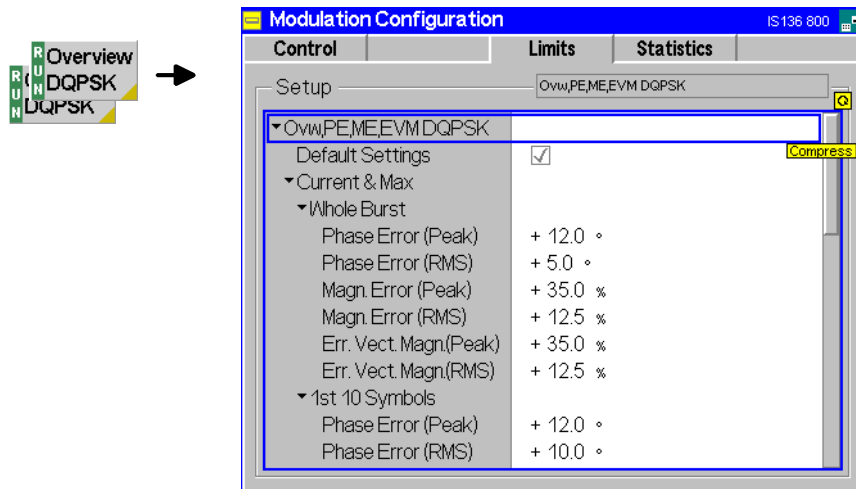 Modulation Configuration IS136 800
Control Limits Statistics
RUN Overview
DQPSK
RUN
DQPSK
Setup Ovw,PE,ME,EVM DQPSK
Ovw,PE,ME,EVM DQPSK
Compress
Default Settings
Current & Max
Whole Burst
Phase Error (Peak) + 12.0 °
Phase Error (RMS) + 5.0 °
Magn. Error (Peak) + 35.0 %
Magn. Error (RMS) + 12.5 %
Err. Vect. Magn.(Peak) + 35.0 %
Err. Vect. Magn.(RMS) + 12.5 %
1st 10 Symbols
Phase Error (Peak) + 12.0 °
Phase Error (RMS) + 10.0 °